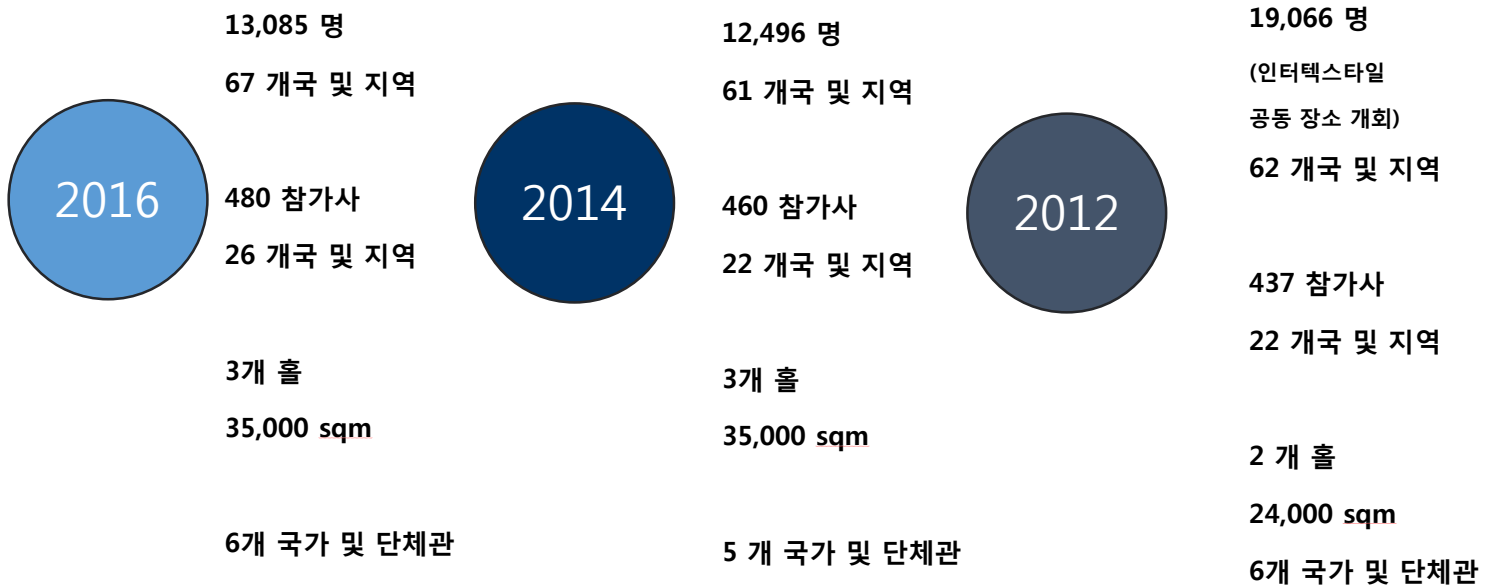 2016
13,085 명
67 개국 및 지역
480 참가사
26 개국 및 지역
3개 홀
35,000 sqm
6개 국가 및 단체관
2014
12,496 명
61 개국 및 지역
460 참가사
22 개국 및 지역
3개 홀
35,000 sqm
5 개 국가 및 단체관
2012
19,066 명
(인터텍스타일
공동 장소 개회)
62 개국 및 지역
437 참가사
22 개국 및 지역
2 개 홀
24,000 sqm
6개 국가 및 단체관